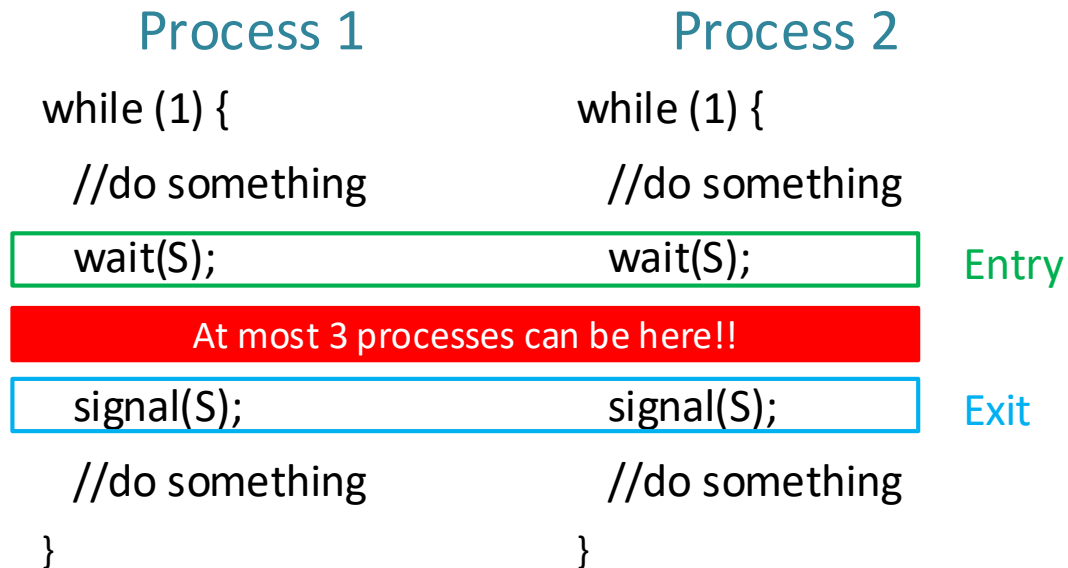 Process 1 Process 2
while (1) { while (1) {
//do something //do something
wait(S); wait(S); Entry
At most 3 processes can be here!!
signal(S); signal(S); Exit
//do something //do something
} }